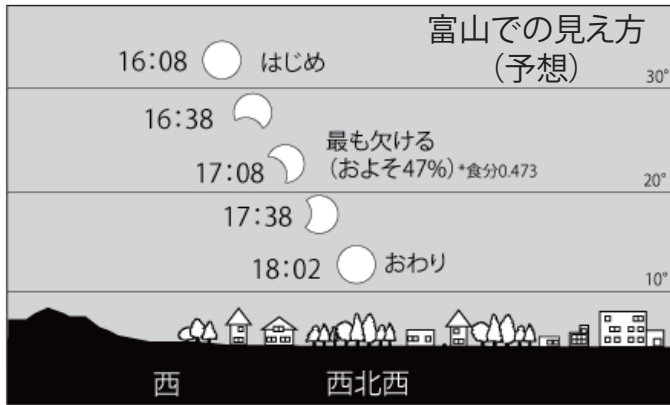 富山での見え方
（予想）
16:08 はじめ
30°
16:38
最も欠ける
17:08 （およそ47%）*食分0.473
20°
17:38
18:02 おわり
10°
西 西北西